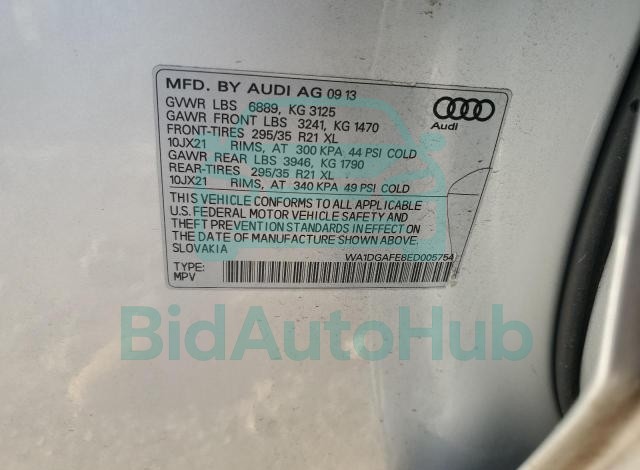 MFD. BY AUDI AG 09 13
GVWR LBS 6889, KG 3125
GAWR FRONT LBS 3241, KG 1470
FRONT-TIRES 295/35 R21 XL
10JX21 RIMS, AT 300 KPA 44 PSI COLD
GAWR REAR LBS 3946, KG 1790
REAR-TIRES 295/35 R21 XL
10JX21 RIMS, AT 340 KPA 49 PSI COLD
Audi
THIS VEHICLE CONFORMS TO ALL APPLICABLE
U.S. FEDERAL MOTOR VEHICLE SAFETY AND
THEFT PREVENTION STANDARDS IN EFFECT ON
THE DATE OF MANUFACTURE SHOWN ABOVE.
SLOVAKIA
WA1DGAFE8ED005754
TYPE:
MPV
BidAutoHub